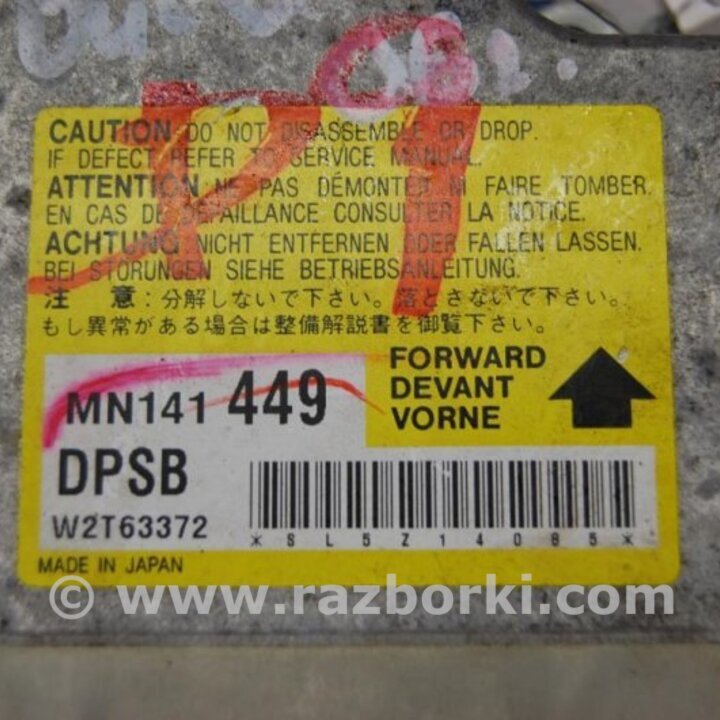 CAUTION DO NOT DISASSEMBLE OR DROP.
IF DEFECT REFER TO SERVICE MANUAL.
ATTENTION NE PAS DÉMONTER NI FAIRE TOMBER.
EN CAS DE DÉFAILLANCE CONSULTER LA NOTICE.
ACHTUNG NICHT ENTFERNEN ODER FALLEN LASSEN.
BEI STÖRUNGEN SIEHE BETRIEBSANLEITUNG.
注 意:分解しないで下さい。落とさないで下さい。
もし異常がある場合は整備解説書を御覧下さい。
FORWARD
DEVANT
VORNE
MN141 449
DPSB
W2T63372
*SL5Z14085*
MADE IN JAPAN
© www.razborki.com